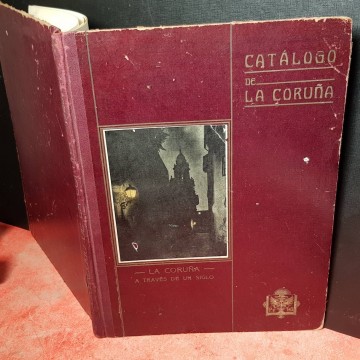 CATÁLOGO
DE
LA CORUÑA
LA CORUÑA
A TRAVÉS DE UN SIGLO